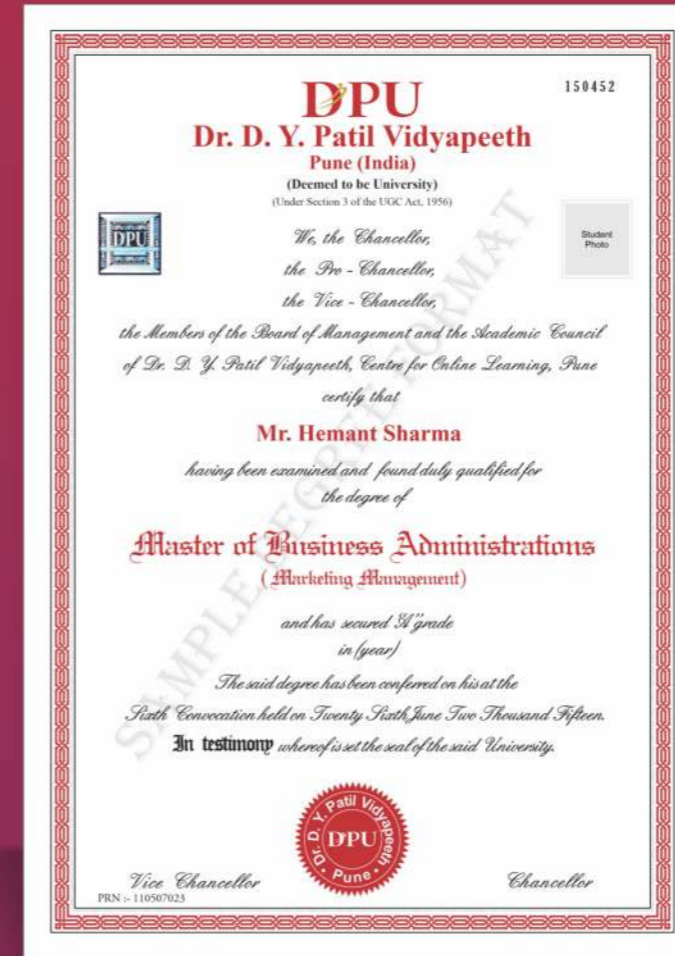 DPU
150452
Dr. D. Y. Patil Vidyapeeth
Pune (India)
(Deemed to be University)
(Under Section 3 of the UGC Act, 1956)
DPU
Student
Photo
We, the Chancellor,
the Pro - Chancellor,
the Vice - Chancellor,
the Members of the Board of Management and the Academic Council
of Dr. D. Y. Patil Vidyapeeth, Centre for Online Learning, Pune
certify that
Mr. Hemant Sharma
having been examined and found duly qualified for
the degree of
Master of Business Administrations
(Marketing Management)
and has secured "A" grade
in (year)
The said degree has been conferred on his at the
Sixth Convocation held on Twenty Sixth June Two Thousand Fifteen.
In testimony whereof is set the seal of the said University.
SAMPLE DEGREE FORMAT
Dr. D. Y. Patil Vidyapeeth
DPU
Pune
Vice Chancellor
Chancellor
PRN :- 110507023